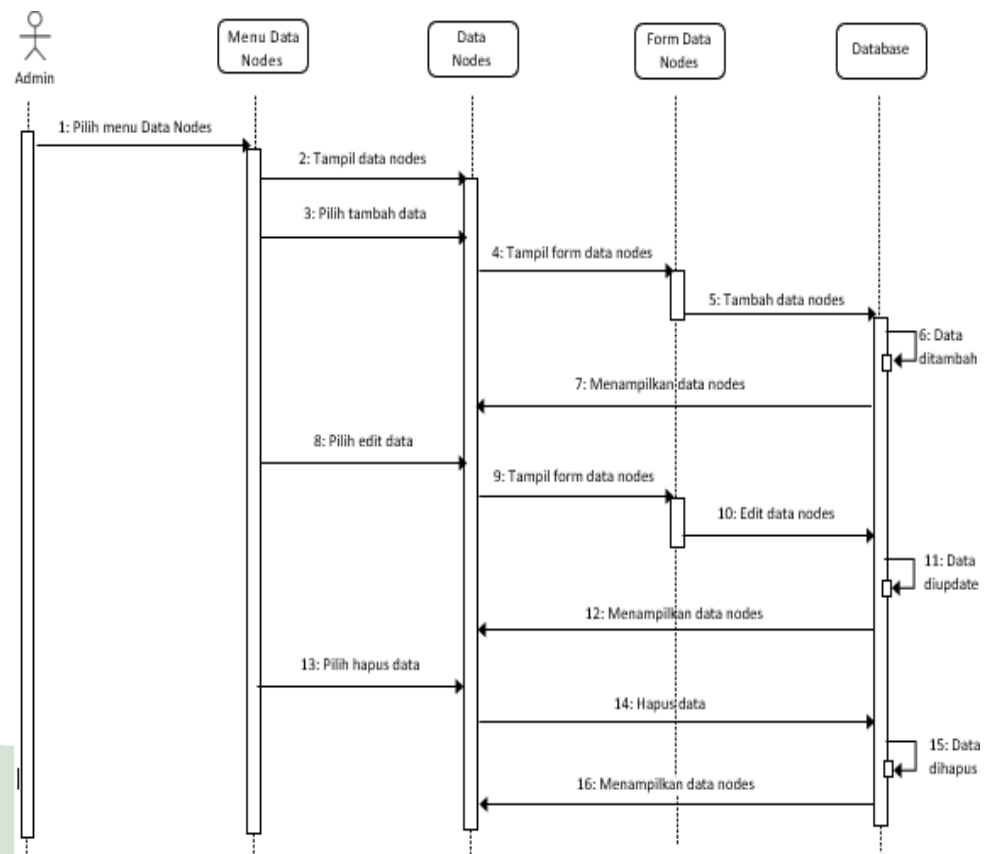 Admin
Menu Data
Nodes
Data
Nodes
Form Data
Nodes
Database
1: Pilih menu Data Nodes
2: Tampil data nodes
3: Pilih tambah data
4: Tampil form data nodes
5: Tambah data nodes
6: Data
ditambah
7: Menampilkan data nodes
8: Pilih edit data
9: Tampil form data nodes
10: Edit data nodes
11: Data
diupdate
12: Menampilkan data nodes
13: Pilih hapus data
14: Hapus data
15: Data
dihapus
16: Menampilkan data nodes